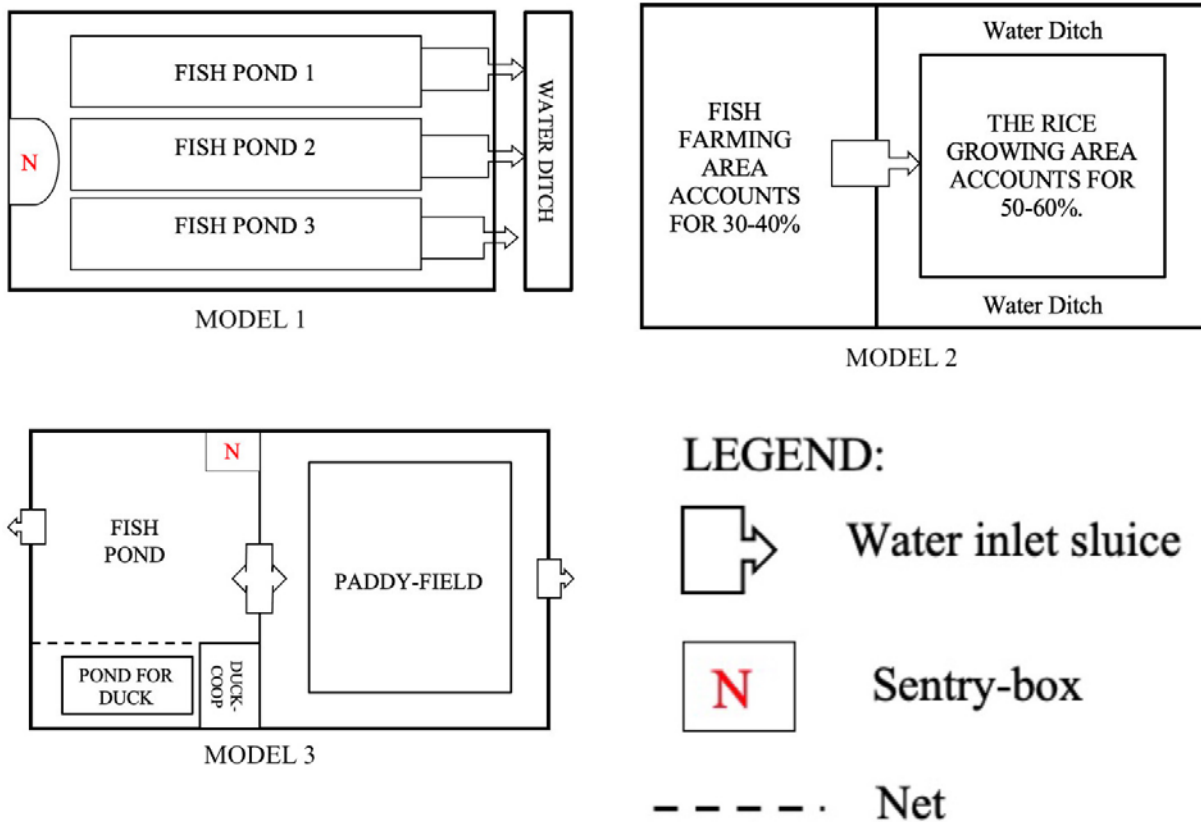 FISH POND 1
FISH POND 2
FISH POND 3
N
WATER DITCH
MODEL 1
FISH
FARMING
AREA
ACCOUNTS
FOR 30-40%
Water Ditch
THE RICE
GROWING AREA
ACCOUNTS FOR
50-60%.
Water Ditch
MODEL 2
N
FISH
POND
PADDY-FIELD
POND FOR
DUCK
DUCK-
COOP
MODEL 3
LEGEND:
Water inlet sluice
N
Sentry-box
Net